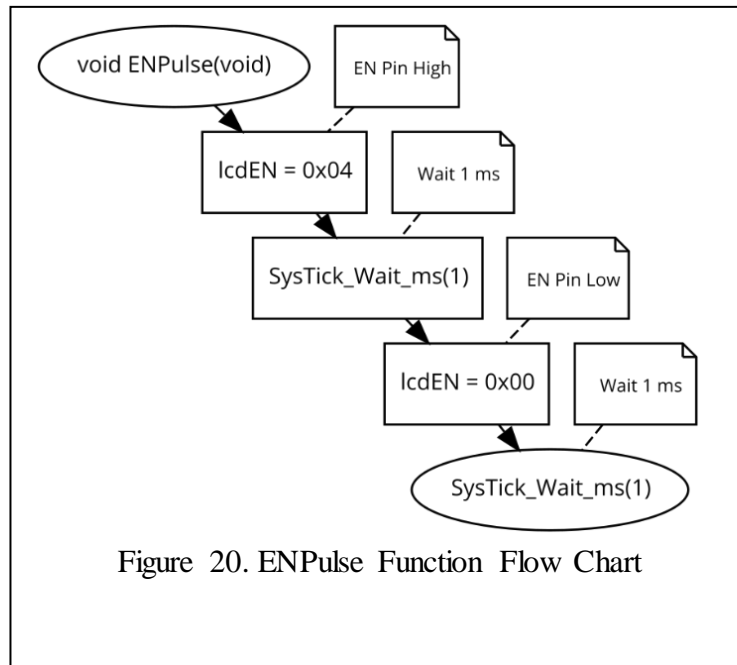 void ENPulse(void)
EN Pin High
lcdEN = 0x04
Wait 1 ms
SysTick_Wait_ms(1)
EN Pin Low
lcdEN = 0x00
Wait 1 ms
SysTick_Wait_ms(1)
Figure 20. ENPulse Function Flow Chart